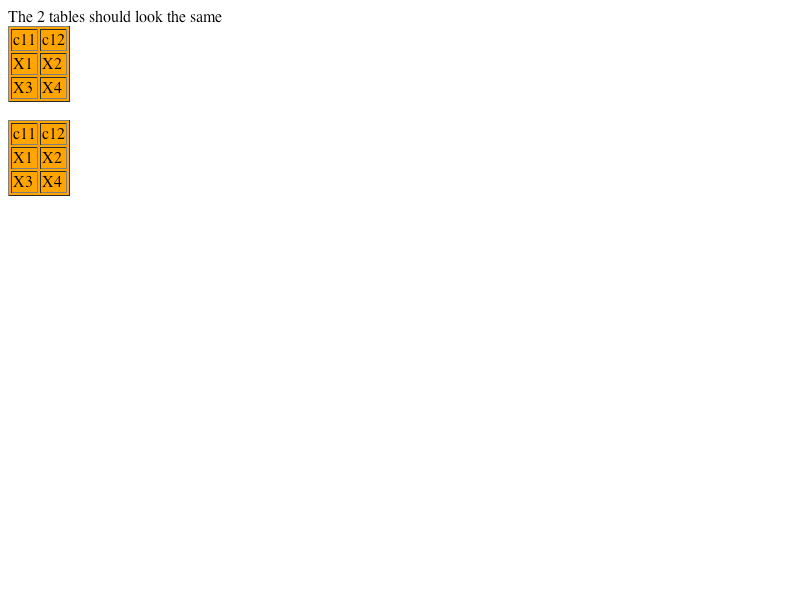 The 2 tables should look the same
c11 c12
X1 X2
X3 X4
c11 c12
X1 X2
X3 X4